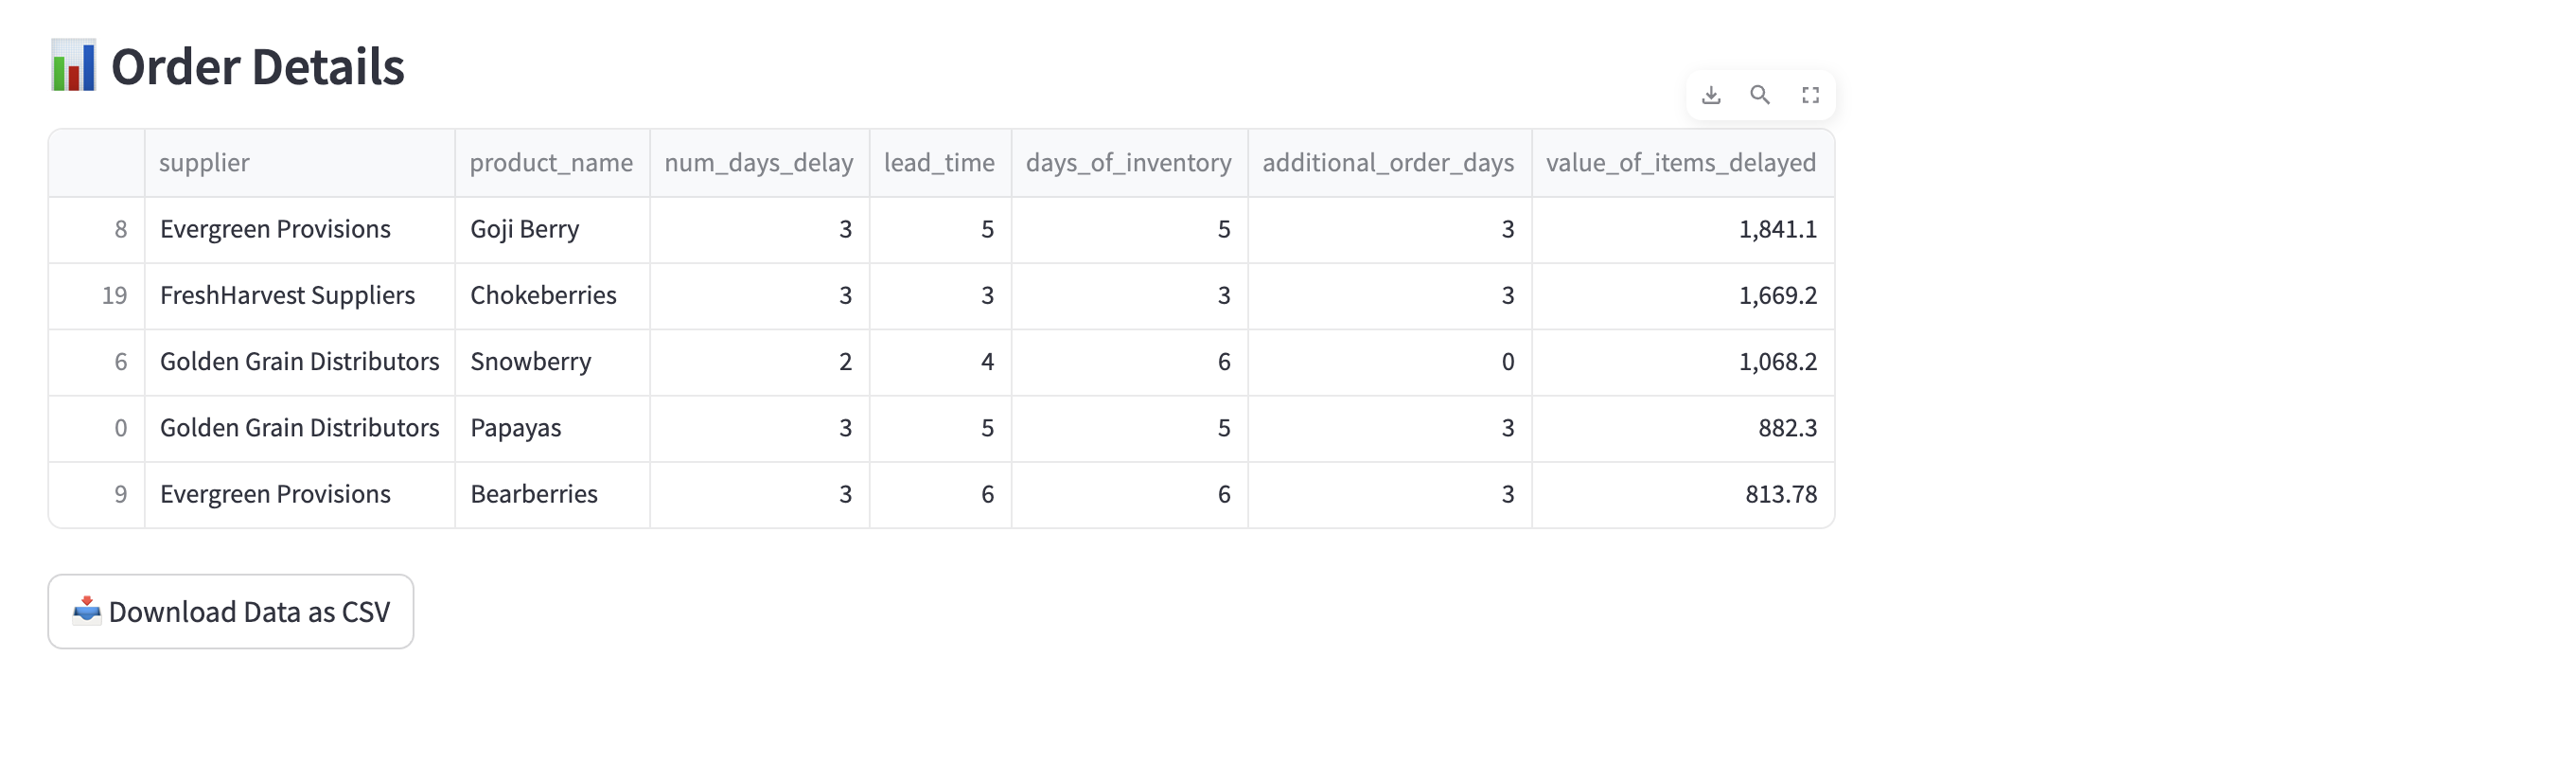 📊 Order Details
supplier product_name num_days_delay lead_time days_of_inventory additional_order_days value_of_items_delayed
8 Evergreen Provisions Goji Berry 3 5 5 3 1,841.1
19 FreshHarvest Suppliers Chokeberries 3 3 3 3 1,669.2
6 Golden Grain Distributors Snowberry 2 4 6 0 1,068.2
0 Golden Grain Distributors Papayas 3 5 5 3 882.3
9 Evergreen Provisions Bearberries 3 6 6 3 813.78
📥 Download Data as CSV